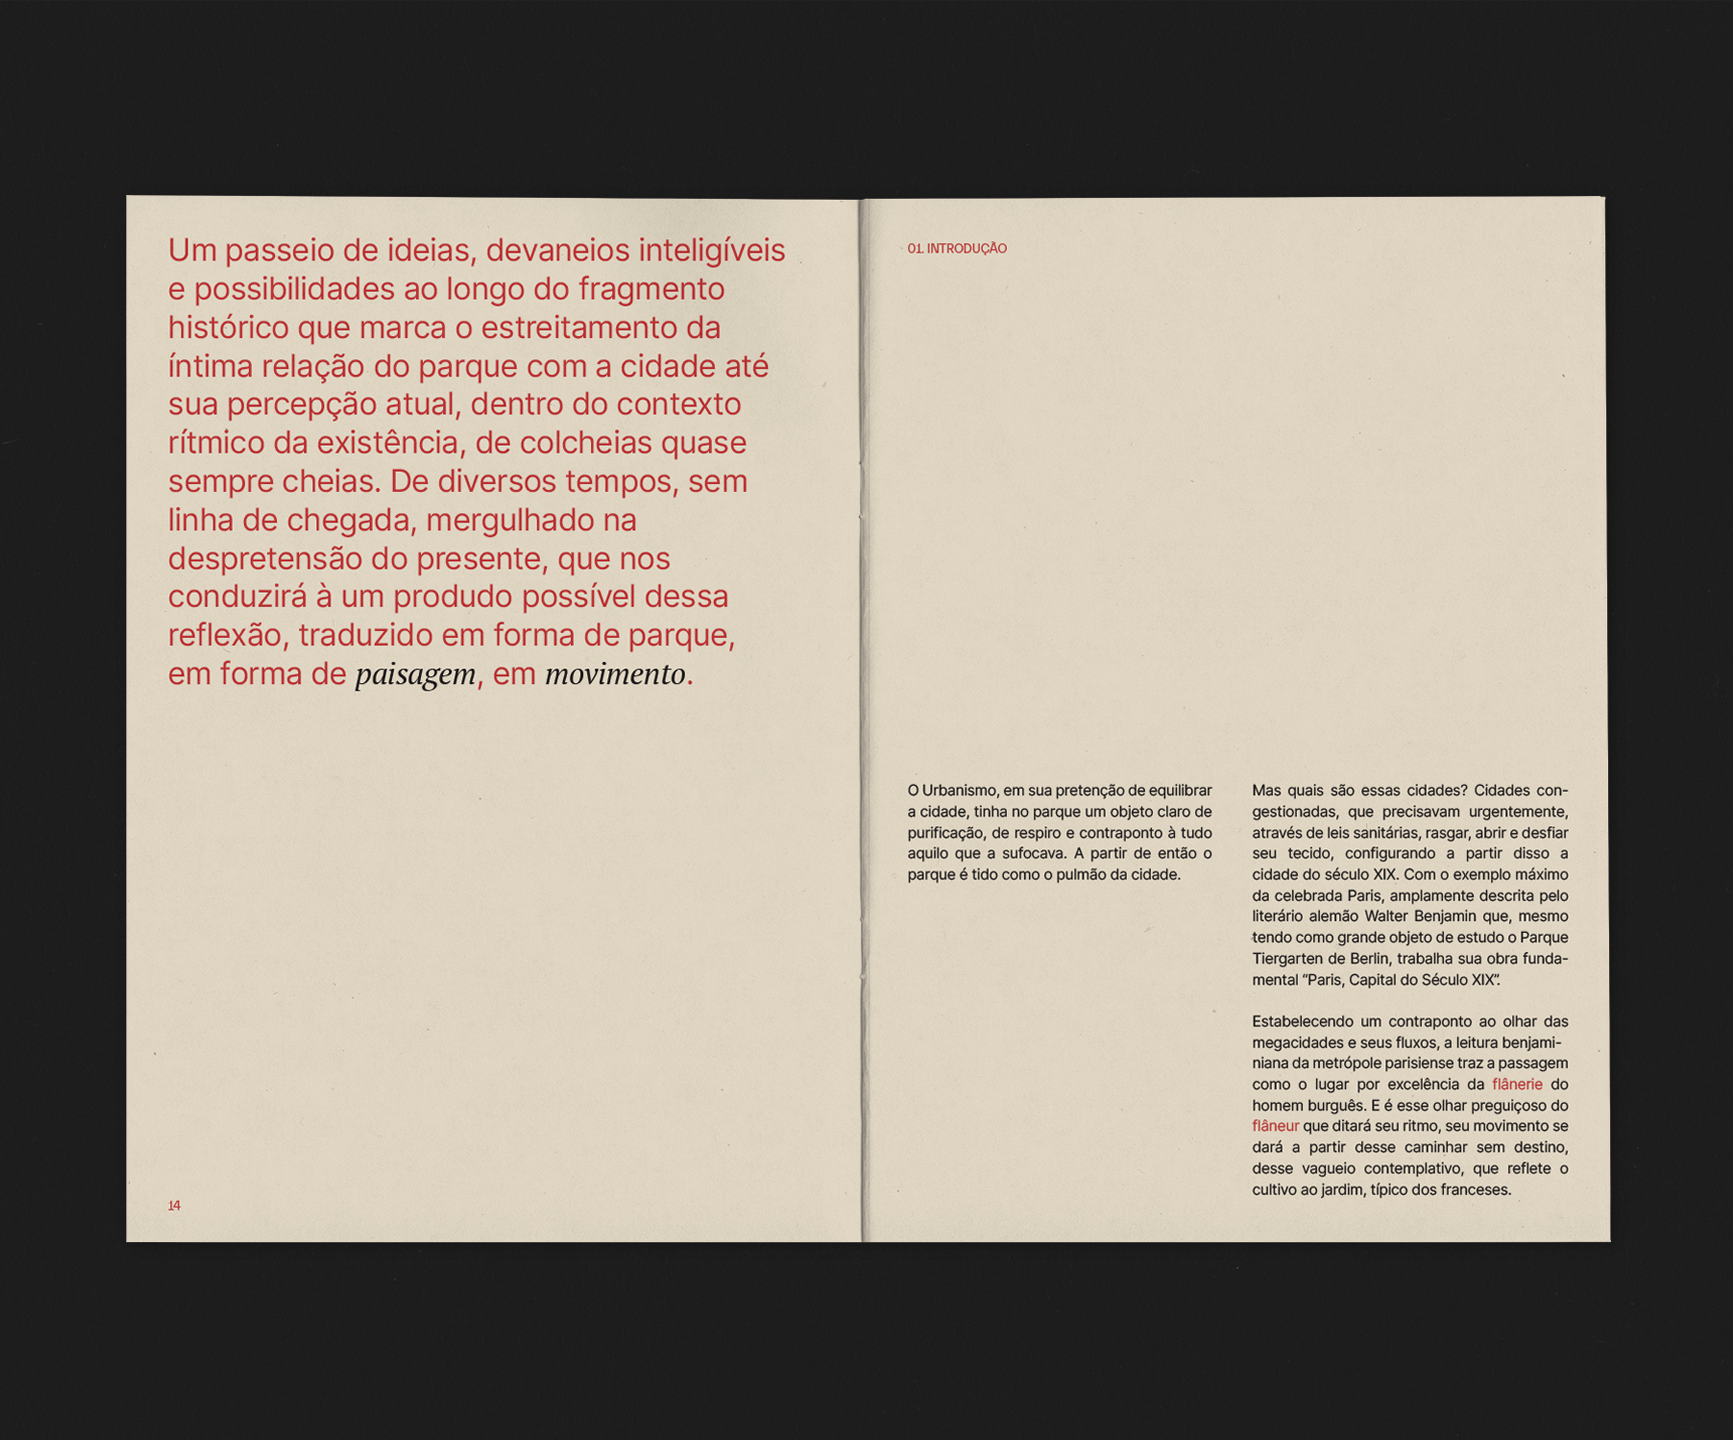 Um passeio de ideias, devaneios inteligíveis
e possibilidades ao longo do fragmento
histórico que marca o estreitamento da
íntima relação do parque com a cidade até
sua percepção atual, dentro do contexto
rítmico da existência, de colcheias quase
sempre cheias. De diversos tempos, sem
linha de chegada, mergulhado na
despretensão do presente, que nos
conduzirá à um produdo possível dessa
reflexão, traduzido em forma de parque,
em forma de paisagem, em movimento.
14
01. INTRODUÇÃO
O Urbanismo, em sua pretenção de equilibrar
a cidade, tinha no parque um objeto claro de
purificação, de respiro e contraponto à tudo
aquilo que a sufocava. A partir de então o
parque é tido como o pulmão da cidade.
Mas quais são essas cidades? Cidades con-
gestionadas, que precisavam urgentemente,
através de leis sanitárias, rasgar, abrir e desfiar
seu tecido, configurando a partir disso a
cidade do século XIX. Com o exemplo máximo
da celebrada Paris, amplamente descrita pelo
literário alemão Walter Benjamin que, mesmo
tendo como grande objeto de estudo o Parque
Tiergarten de Berlin, trabalha sua obra funda-
mental “Paris, Capital do Século XIX”.
Estabelecendo um contraponto ao olhar das
megacidades e seus fluxos, a leitura benjami-
niana da metrópole parisiense traz a passagem
como o lugar por excelência da flânerie do
homem burguês. E é esse olhar preguiçoso do
flâneur que ditará seu ritmo, seu movimento se
dará a partir desse caminhar sem destino,
desse vagueio contemplativo, que reflete o
cultivo ao jardim, típico dos franceses.